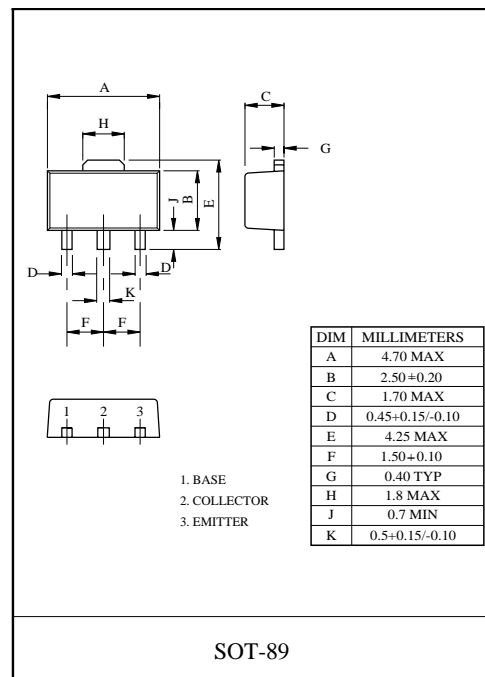 A
H
C
G
J
B
E
D
D
K
F
F
1 2 3
1. BASE
2. COLLECTOR
3. EMITTER
DIM MILLIMETERS
A 4.70 MAX
B 2.50±0.20
C 1.70 MAX
D 0.45+0.15/-0.10
E 4.25 MAX
F 1.50±0.10
G 0.40 TYP
H 1.8 MAX
J 0.7 MIN
K 0.5+0.15/-0.10
SOT-89